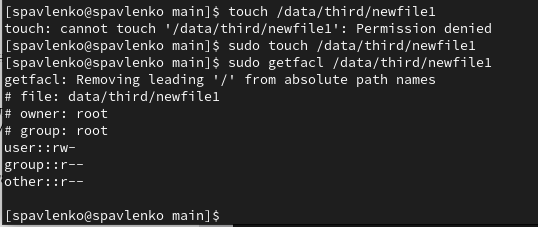 [spavlenko@spavlenko main]$ touch /data/third/newfile1
touch: cannot touch '/data/third/newfile1': Permission denied
[spavlenko@spavlenko main]$ sudo touch /data/third/newfile1
[spavlenko@spavlenko main]$ sudo getfacl /data/third/newfile1
getfacl: Removing leading '/' from absolute path names
# file: data/third/newfile1
# owner: root
# group: root
user::rw-
group::r--
other::r--
[spavlenko@spavlenko main]$